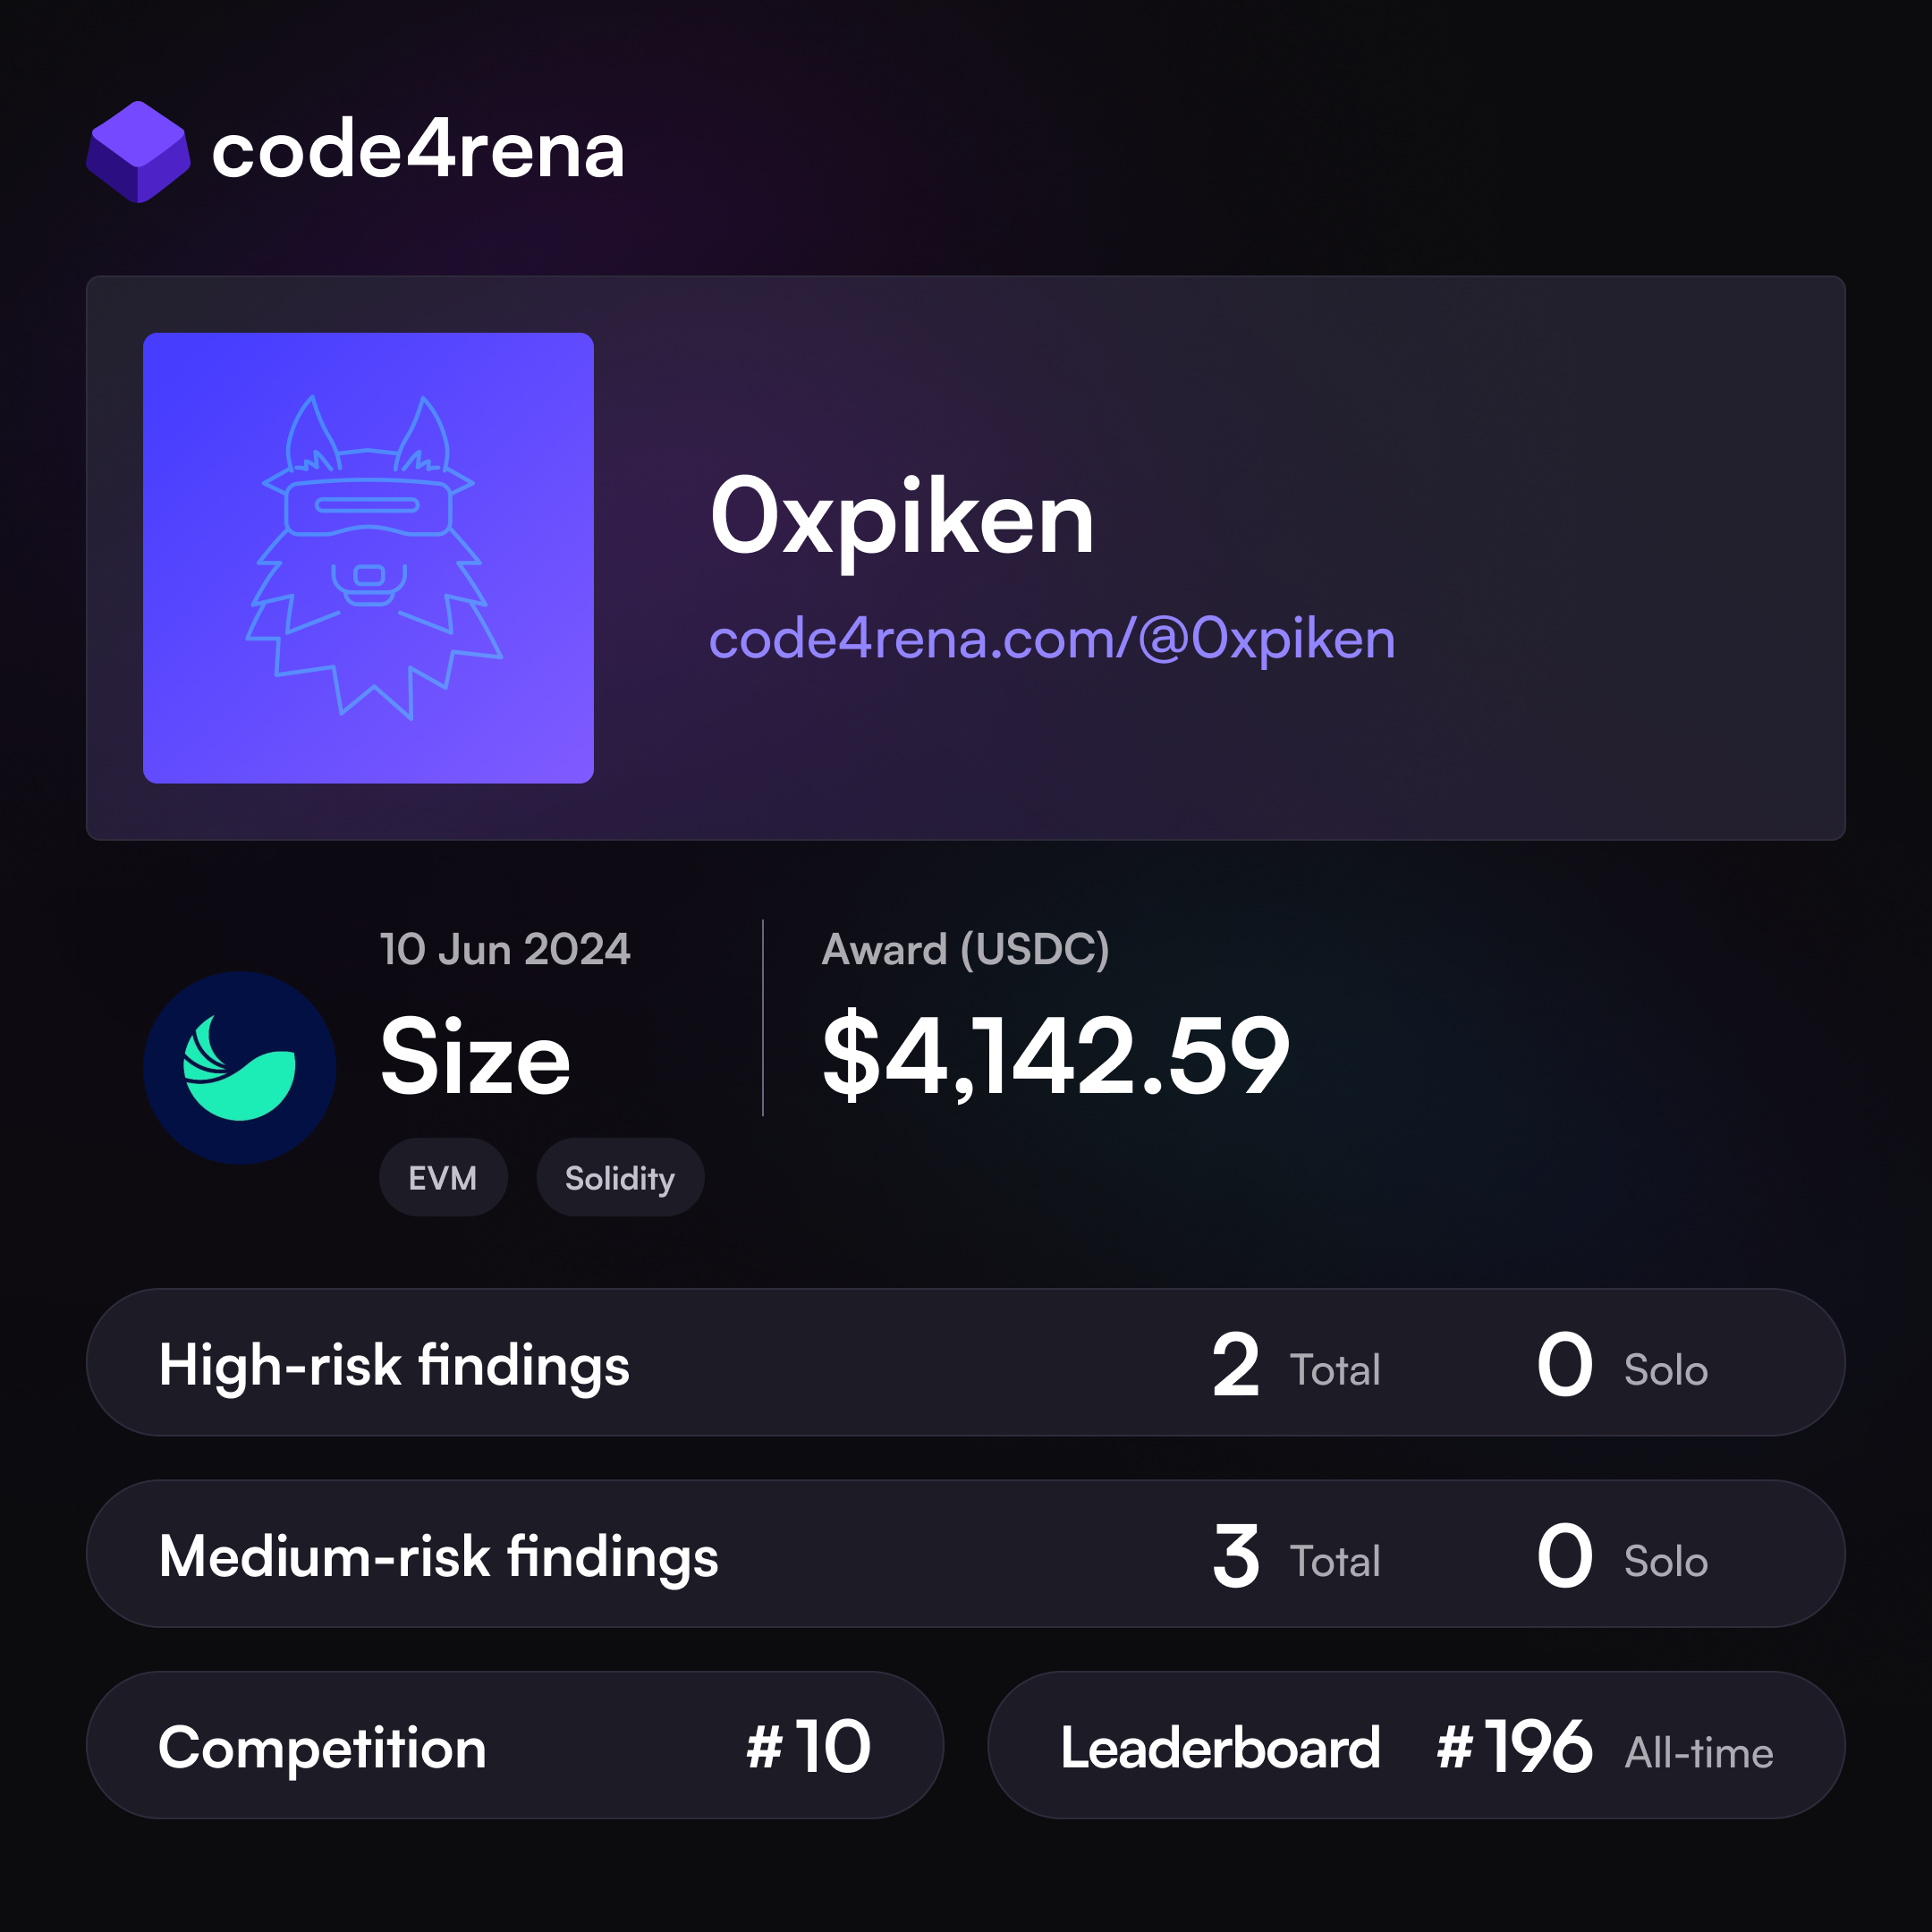 code4rena
0xpiken
code4rena.com/@0xpiken
10 Jun 2024
Size
EVM Solidity
Award (USDC)
$4,142.59
High-risk findings 2 Total 0 Solo
Medium-risk findings 3 Total 0 Solo
Competition #10
Leaderboard #196 All-time